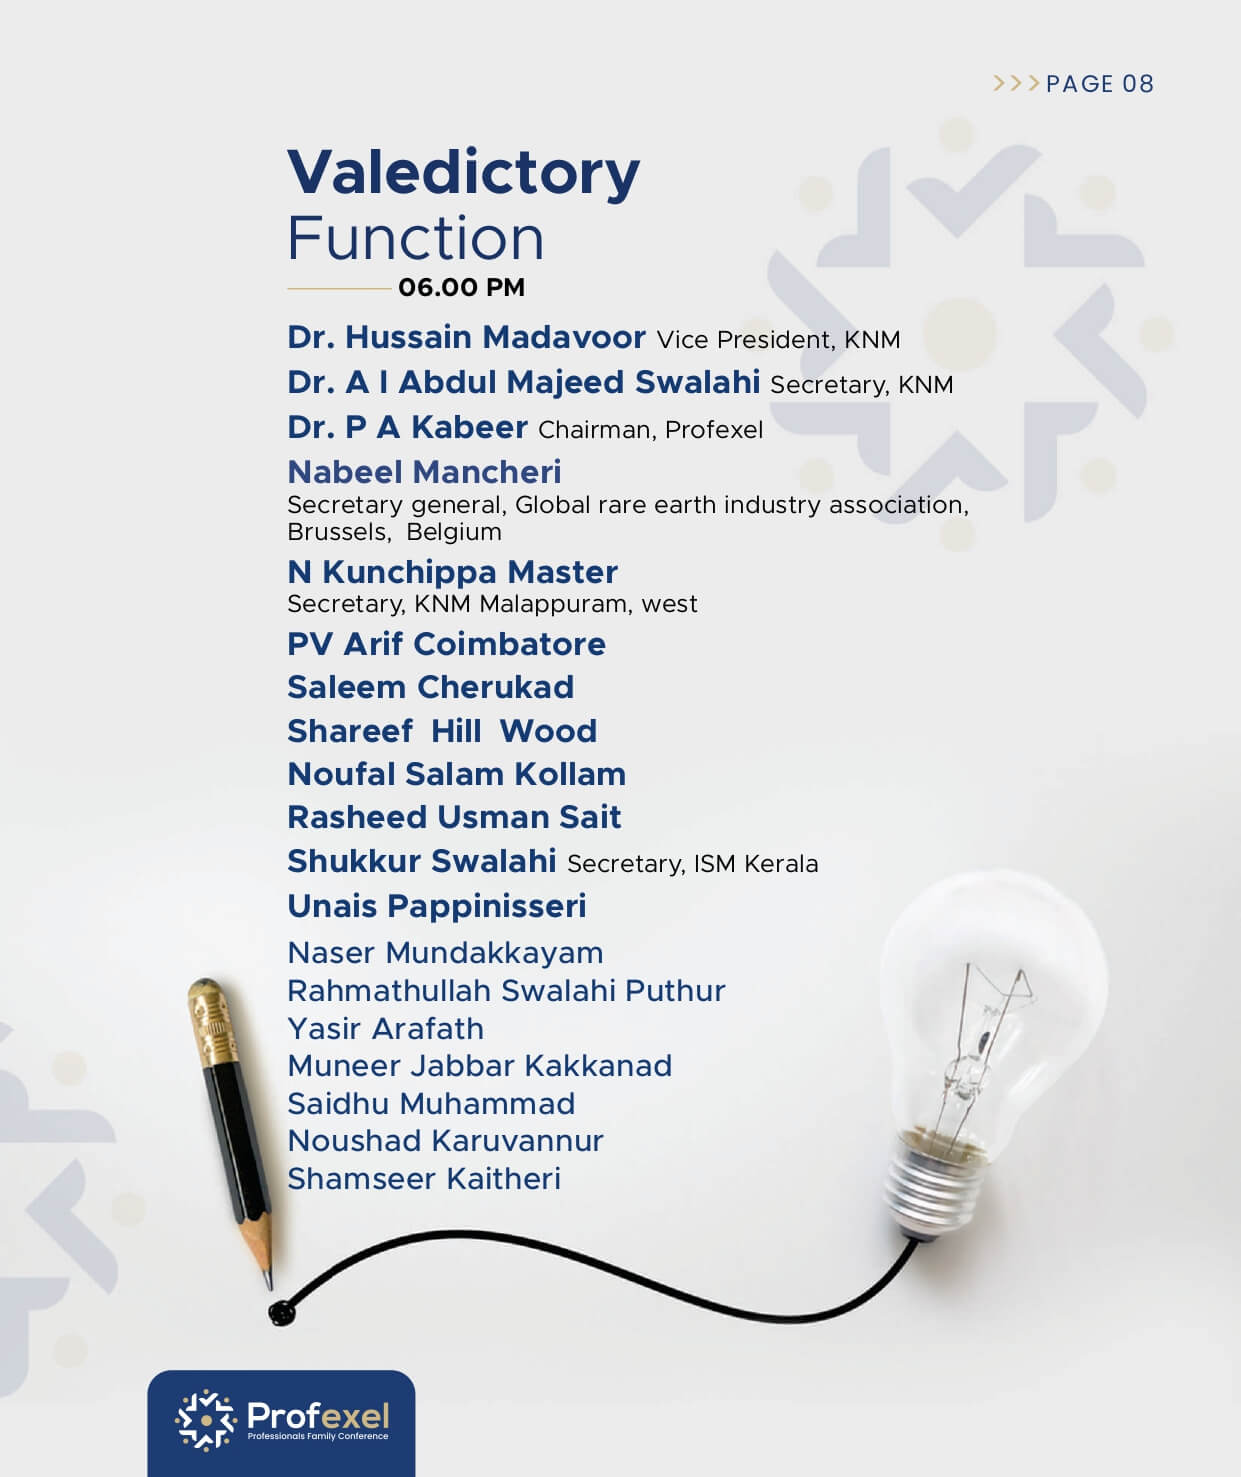 >>> PAGE 08
Valedictory
Function
06.00 PM
Dr. Hussain Madavoor Vice President, KNM
Dr. A I Abdul Majeed Swalahi Secretary, KNM
Dr. P A Kabeer Chairman, Profexel
Nabeel Mancheri
Secretary general, Global rare earth industry association,
Brussels, Belgium
N Kunchippa Master
Secretary, KNM Malappuram, west
PV Arif Coimbatore
Saleem Cherukad
Shareef Hill Wood
Noufal Salam Kollam
Rasheed Usman Sait
Shukkur Swalahi Secretary, ISM Kerala
Unais Pappinisseri
Naser Mundakkayam
Rahmathullah Swalahi Puthur
Yasir Arafath
Muneer Jabbar Kakkanad
Saidhu Muhammad
Noushad Karuvannur
Shamseer Kaitheri
Profexel
Professionals Family Conference